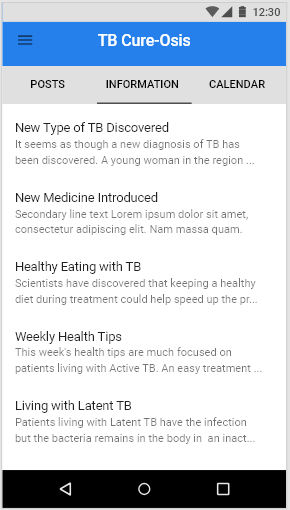 12:30
TB Cure-Osis
POSTS INFORMATION CALENDAR
New Type of TB Discovered
It seems as though a new diagnosis of TB has
been discovered. A young woman in the region ...
New Medicine Introduced
Secondary line text Lorem ipsum dolor sit amet,
consectetur adipiscing elit. Nam massa quam.
Healthy Eating with TB
Scientists have discovered that keeping a healthy
diet during treatment could help speed up the pr...
Weekly Health Tips
This week's health tips are much focused on
patients living with Active TB. An easy treatment ...
Living with Latent TB
Patients living with Latent TB have the infection
but the bacteria remains in the body in an inact...